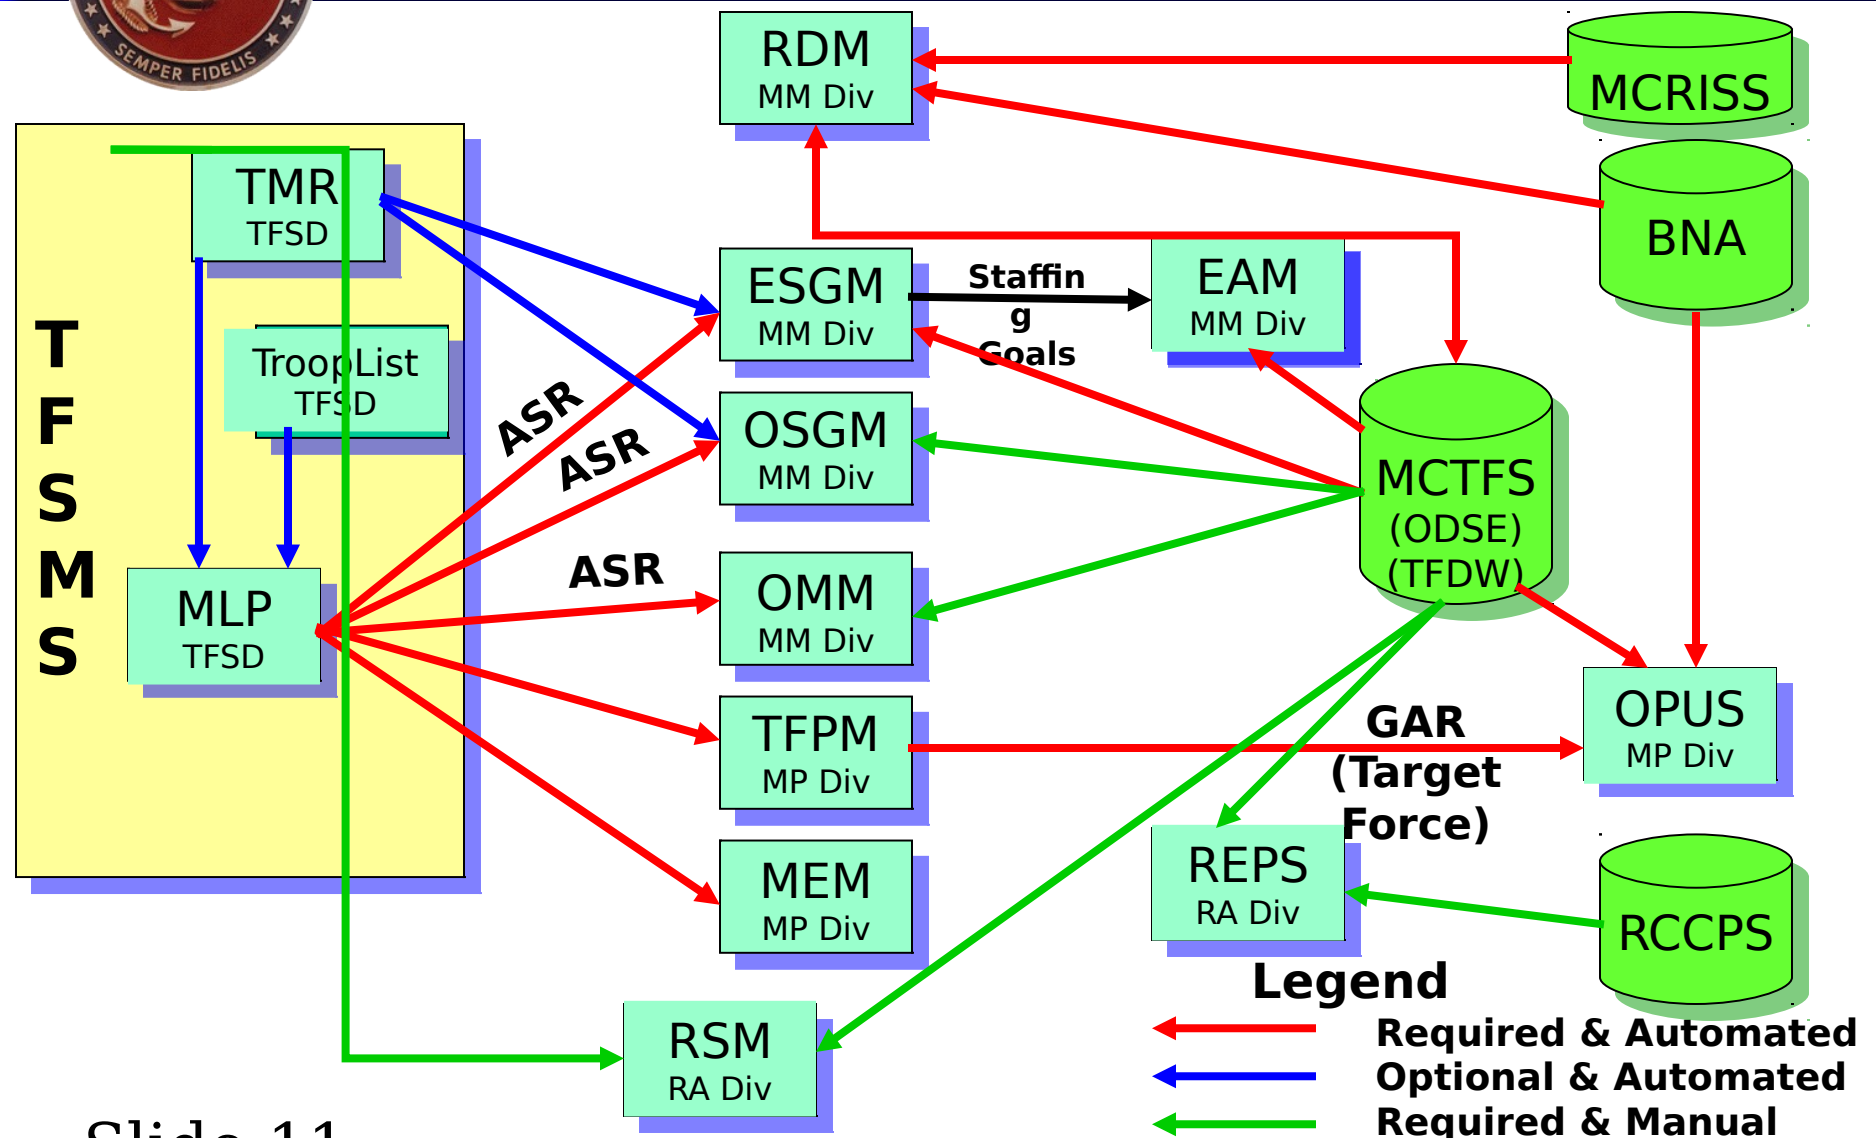 SEMPER FIDELIS
RDM
MM Div
MCRISS
BNA
T
F
S
M
S
TMR
TFSD
TroopList
TFSD
MLP
TFSD
ESGM
MM Div
Staffin
g
Goals
EAM
MM Div
ASR
ASR
ASR
OSGM
MM Div
MCTFS
(ODSE)
(TFDW)
OMM
MM Div
TFPM
MP Div
GAR
(Target
Force)
OPUS
MP Div
MEM
MP Div
REPS
RA Div
RCCPS
RSM
RA Div
Legend
Required & Automated
Optional & Automated
Required & Manual
Slide 11